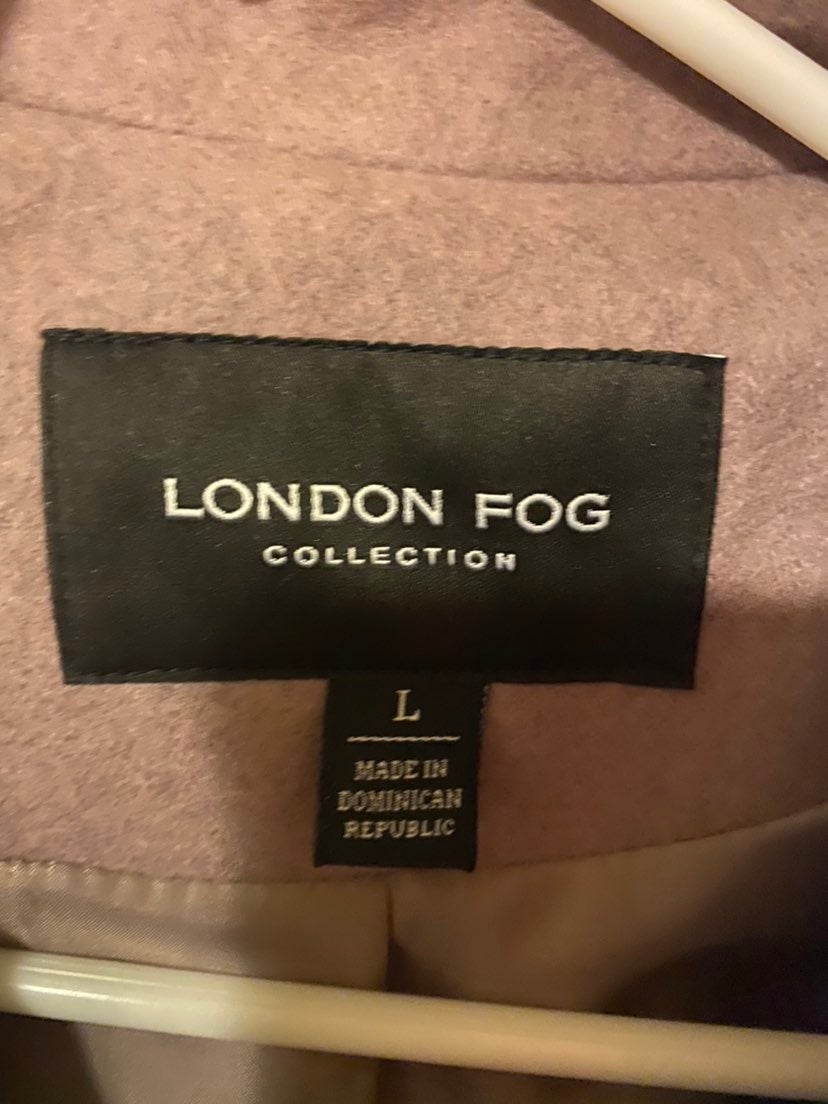 LONDON FOG
COLLECTION
L
MADE IN
DOMINICAN
REPUBLIC